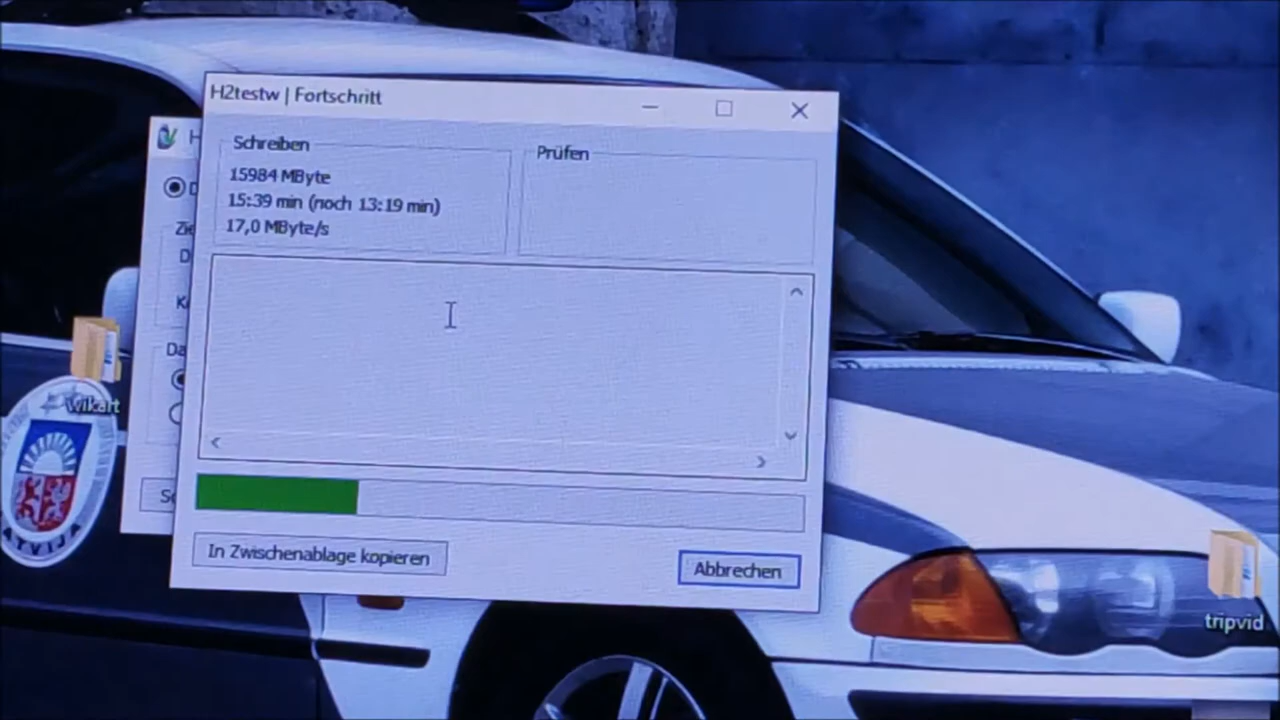 H2testw | Fortschritt
Schreiben
15984 MByte
15:39 min (noch 13:19 min)
17,0 MByte/s
Prüfen
In Zwischenablage kopieren
Abbrechen
wikart
tripvid